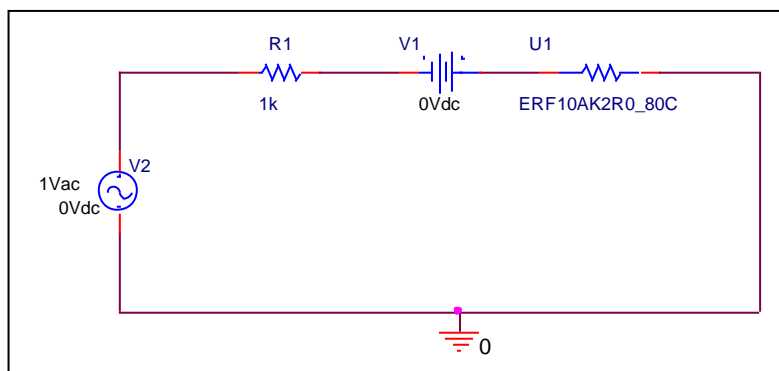 R1
V1
U1
1k
0Vdc
ERF10AK2R0_80C
V2
1Vac
0Vdc
0